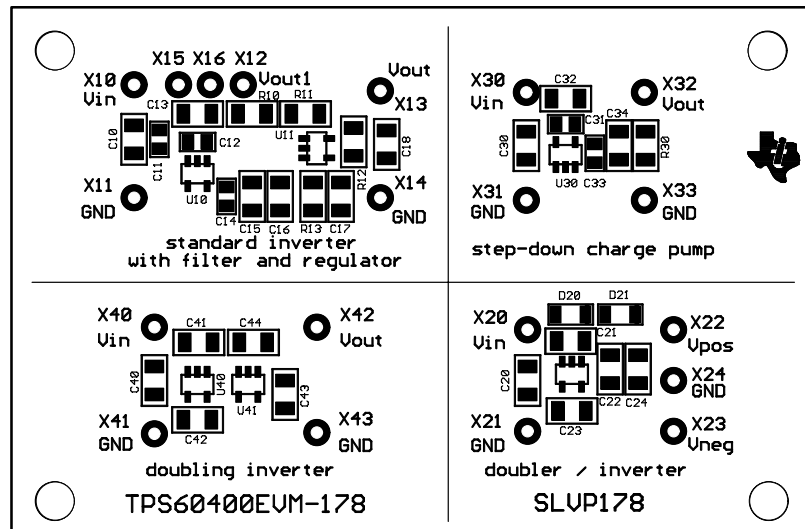 X15 X16 X12
X10
Vin
Vout1
Vout
X13
C13
R10
R11
C10
C11
C12
U11
C18
R12
U10
X11
GND
X14
GND
C14
C15
C16
R13
C17
standard inverter
with filter and regulator
X30
Vin
C32
X32
Vout
C31
C34
C30
R30
U30
C33
X31
GND
X33
GND
step-down charge pump
X40
Vin
C41
C44
X42
Vout
C40
U40
U41
C43
X41
GND
C42
X43
GND
doubling inverter
TPS60400EVM-178
D20
D21
X20
Vin
C21
X22
Vpos
C20
X24
GND
C22
C24
X21
GND
C23
X23
Vneg
doubler / inverter
SLVP178